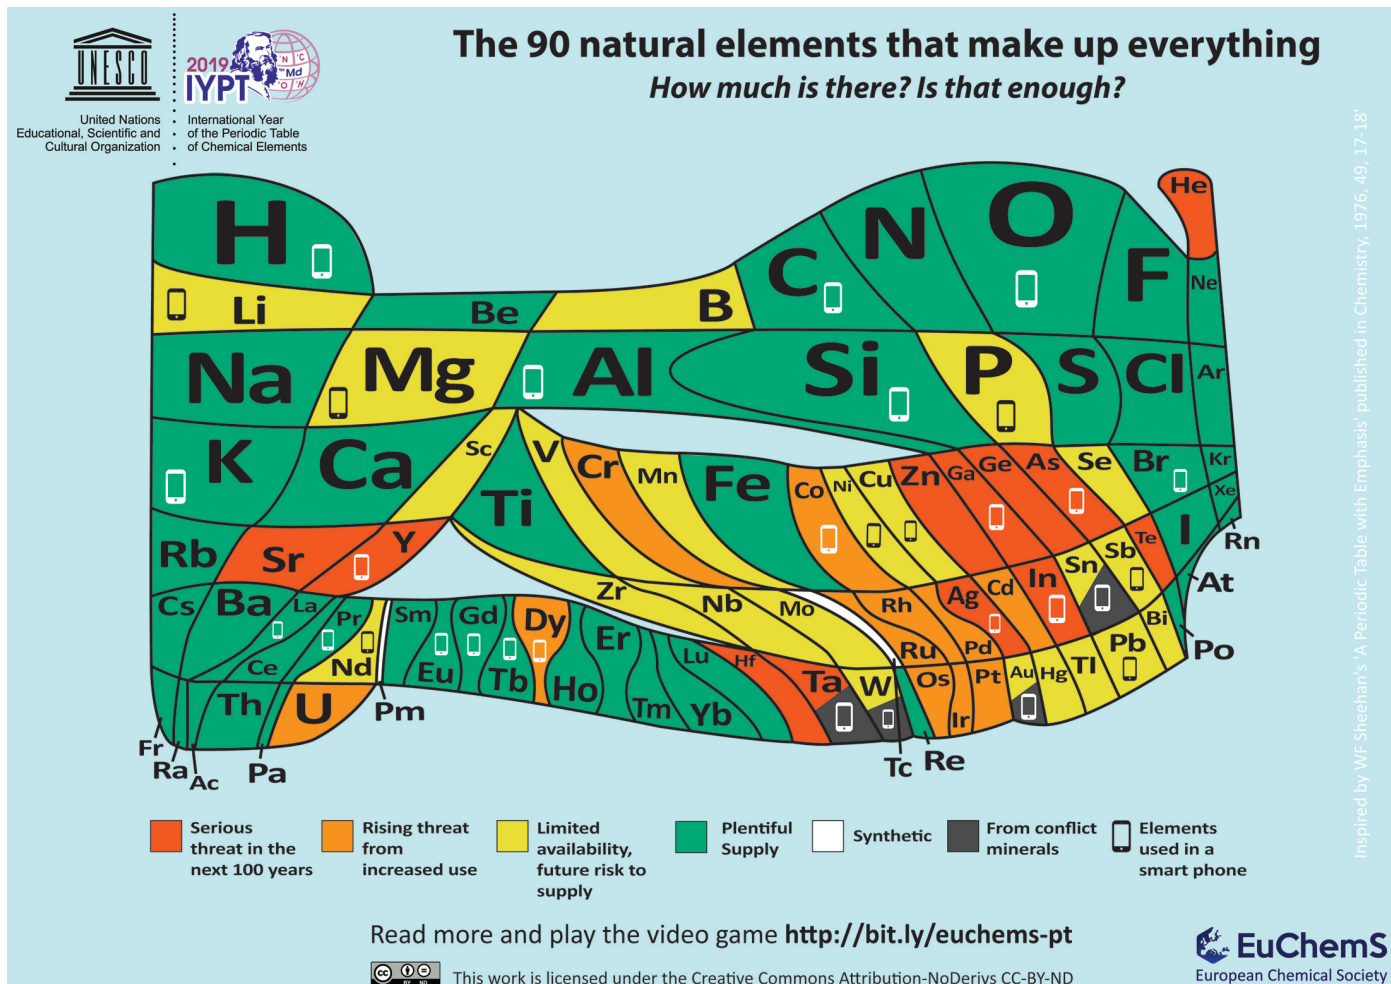 The 90 natural elements that make up everything
How much is there? Is that enough?
UNESCO
2019
IYPT
N C
Md
O H
United Nations
Educational, Scientific and
Cultural Organization
International Year
of the Periodic Table
of Chemical Elements
Inspired by WF Sheehan's 'A Periodic Table with Emphasis' published in Chemistry, 1976, 49, 17-18'
H
C
N
O
F
He
Ne
Li
Be
B
Na
Mg
Al
Si
P
S
Cl
Ar
K
Ca
Sc
Ti
V
Cr
Mn
Fe
Co
Ni
Cu
Zn
Ga
Ge
As
Se
Br
Kr
Xe
Rb
Sr
Y
Zr
Nb
Mo
Rh
Ag
Cd
In
Sn
Sb
Te
I
Rn
At
Cs
Ba
La
Ce
Pr
Nd
Sm
Eu
Gd
Tb
Dy
Ho
Er
Tm
Yb
Lu
Hf
Ta
W
Ru
Os
Pd
Ir
Pt
Au
Hg
Tl
Pb
Bi
Po
Th
U
Pm
Fr
Ra
Ac
Pa
Tc
Re
Serious
threat in the
next 100 years
Rising threat
from
increased use
Limited
availability,
future risk to
supply
Plentiful
Supply
Synthetic
From conflict
minerals
Elements
used in a
smart phone
Read more and play the video game http://bit.ly/euchems-pt
cc
BY ND
This work is licensed under the Creative Commons Attribution-NoDerivs CC-BY-ND
EuChemS
European Chemical Society